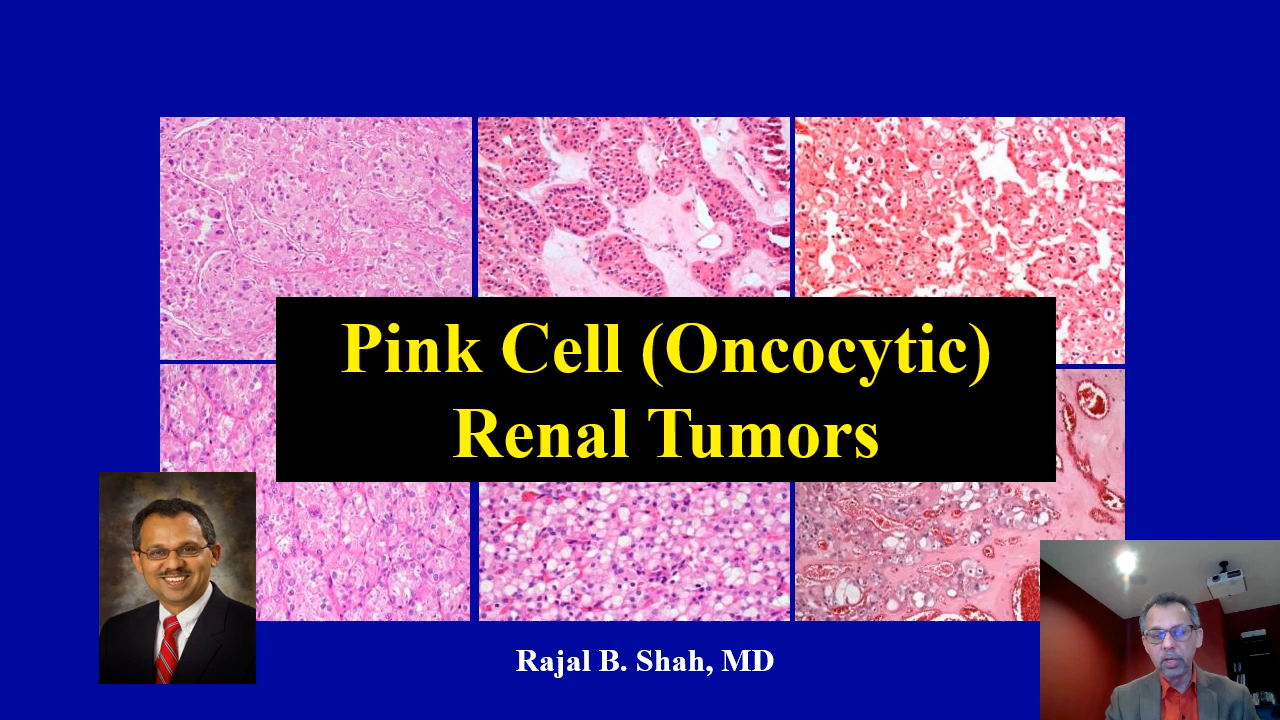 Pink Cell (Oncocytic)
Renal Tumors
Rajal B. Shah, MD